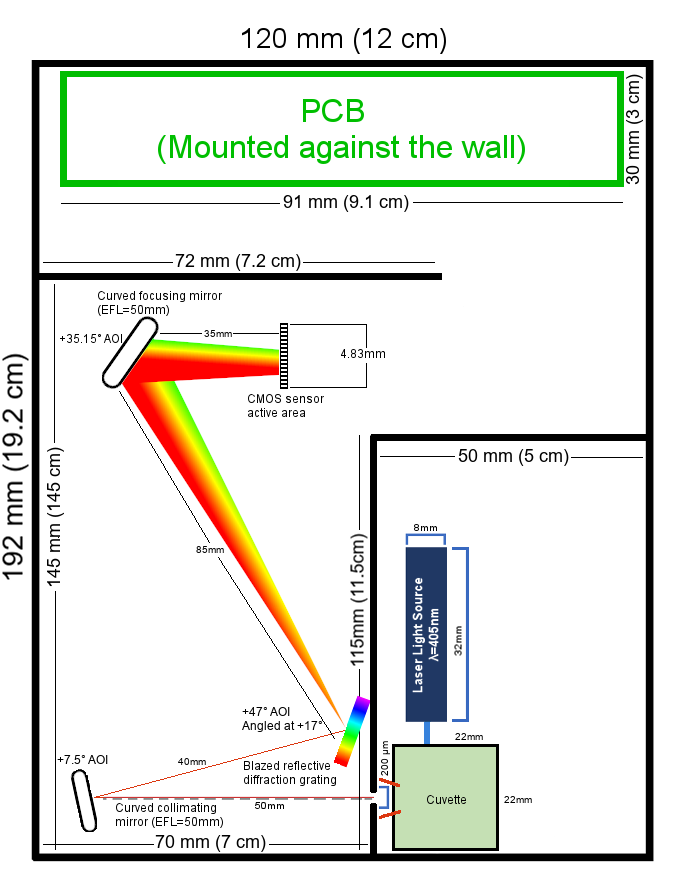 120 mm (12 cm)
PCB
(Mounted against the wall)
30 mm (3 cm)
91 mm (9.1 cm)
72 mm (7.2 cm)
Curved focusing mirror
(EFL=50mm)
+35.15° AOI
35mm
4.83mm
CMOS sensor
active area
192 mm (19.2 cm)
145 mm (145 cm)
50 mm (5 cm)
8mm
85mm
115mm (11.5cm)
Laser Light Source
λ=405nm
32mm
+47° AOI
Angled at +17°
22mm
200 µm
+7.5° AOI
40mm
Blazed reflective
diffraction grating
Cuvette
22mm
50mm
Curved collimating
mirror (EFL=50mm)
70 mm (7 cm)